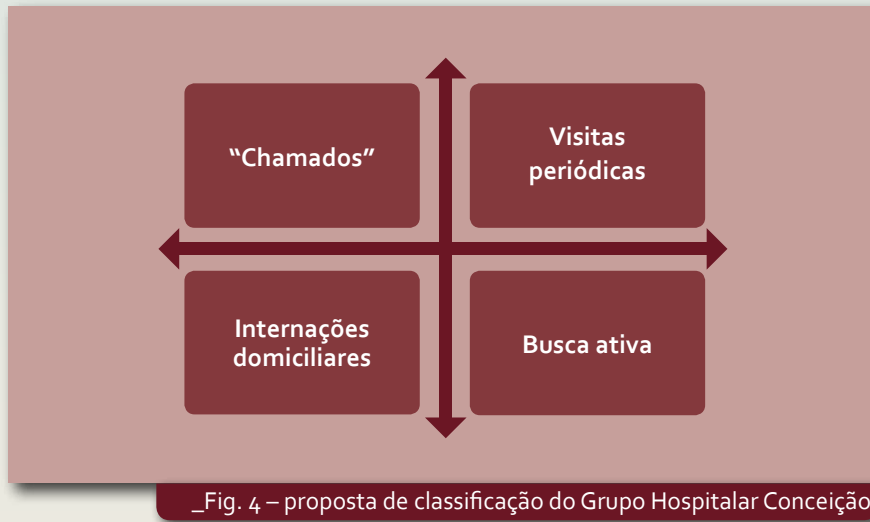 “Chamados”
Visitas
periódicas
Internações
domiciliares
Busca ativa
_Fig. 4 – proposta de classificação do Grupo Hospitalar Conceição